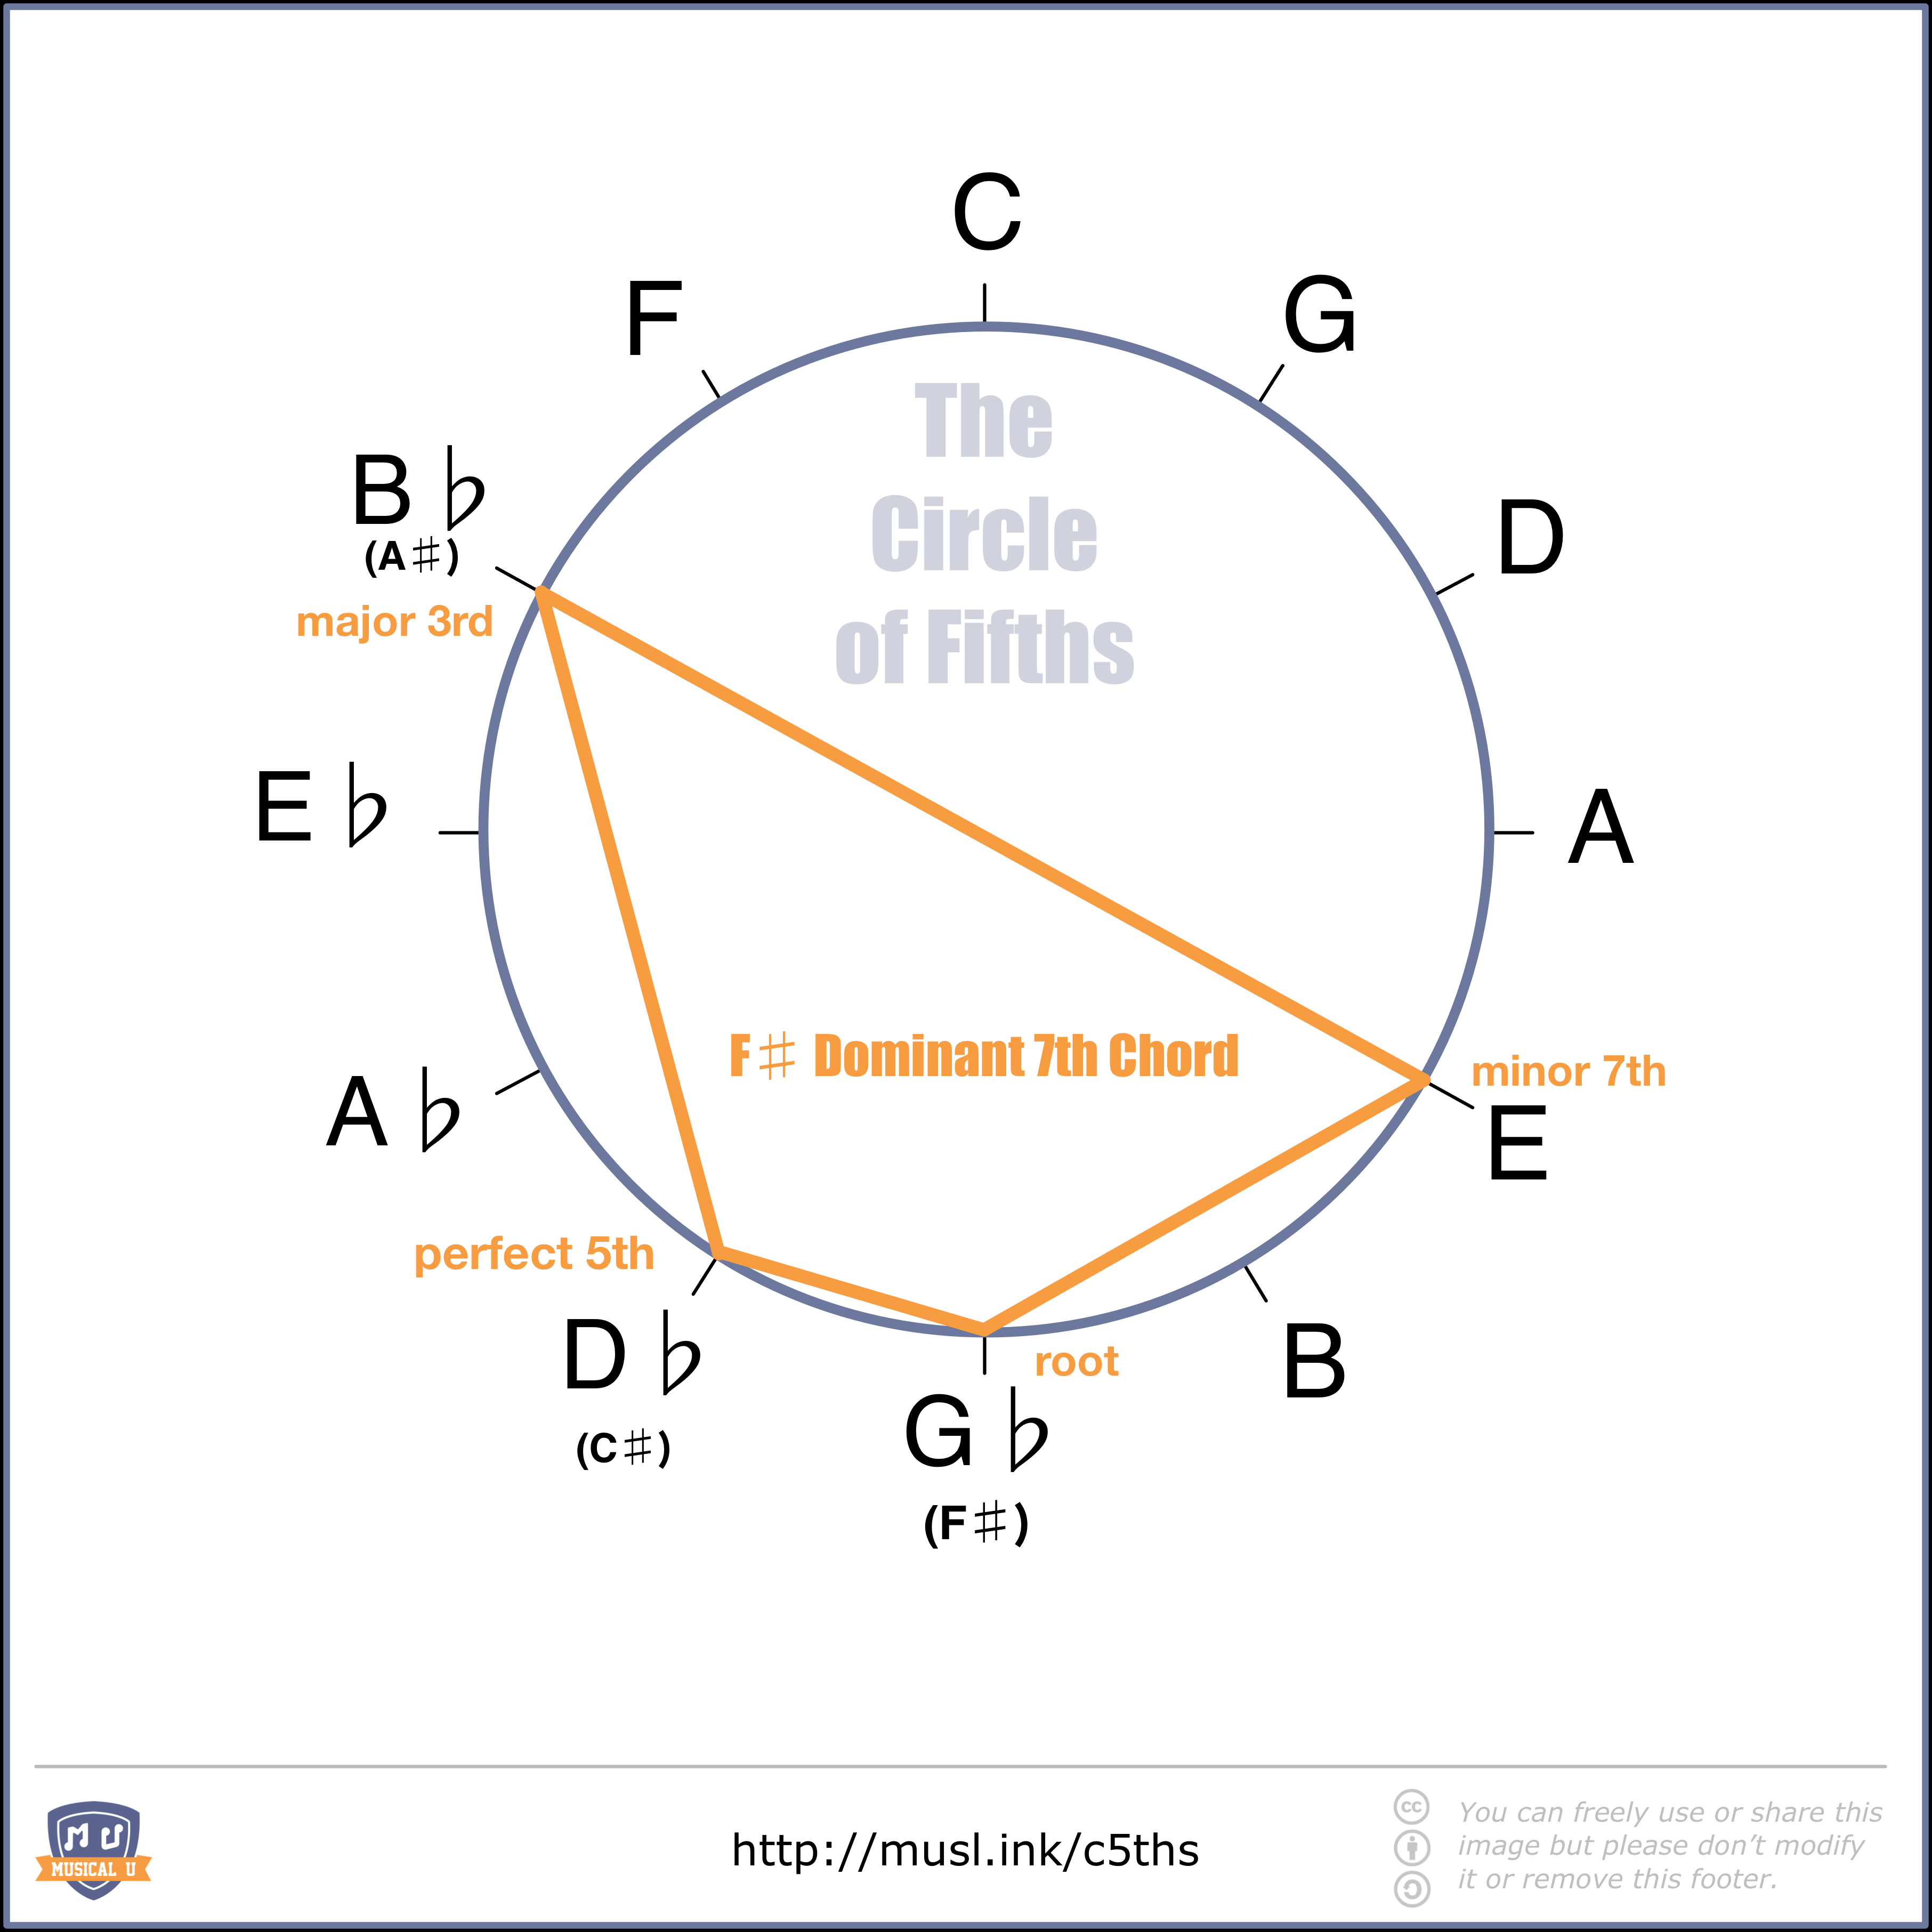 C
F
G
The
Circle
of Fifths
B♭
(A♯)
major 3rd
D
E♭
A
F♯ Dominant 7th Chord
minor 7th
E
A♭
perfect 5th
D♭
(C♯)
root
G♭
(F♯)
B
MU
MUSICAL U
http://musl.ink/c5ths
cc
You can freely use or share this
image but please don't modify
it or remove this footer.